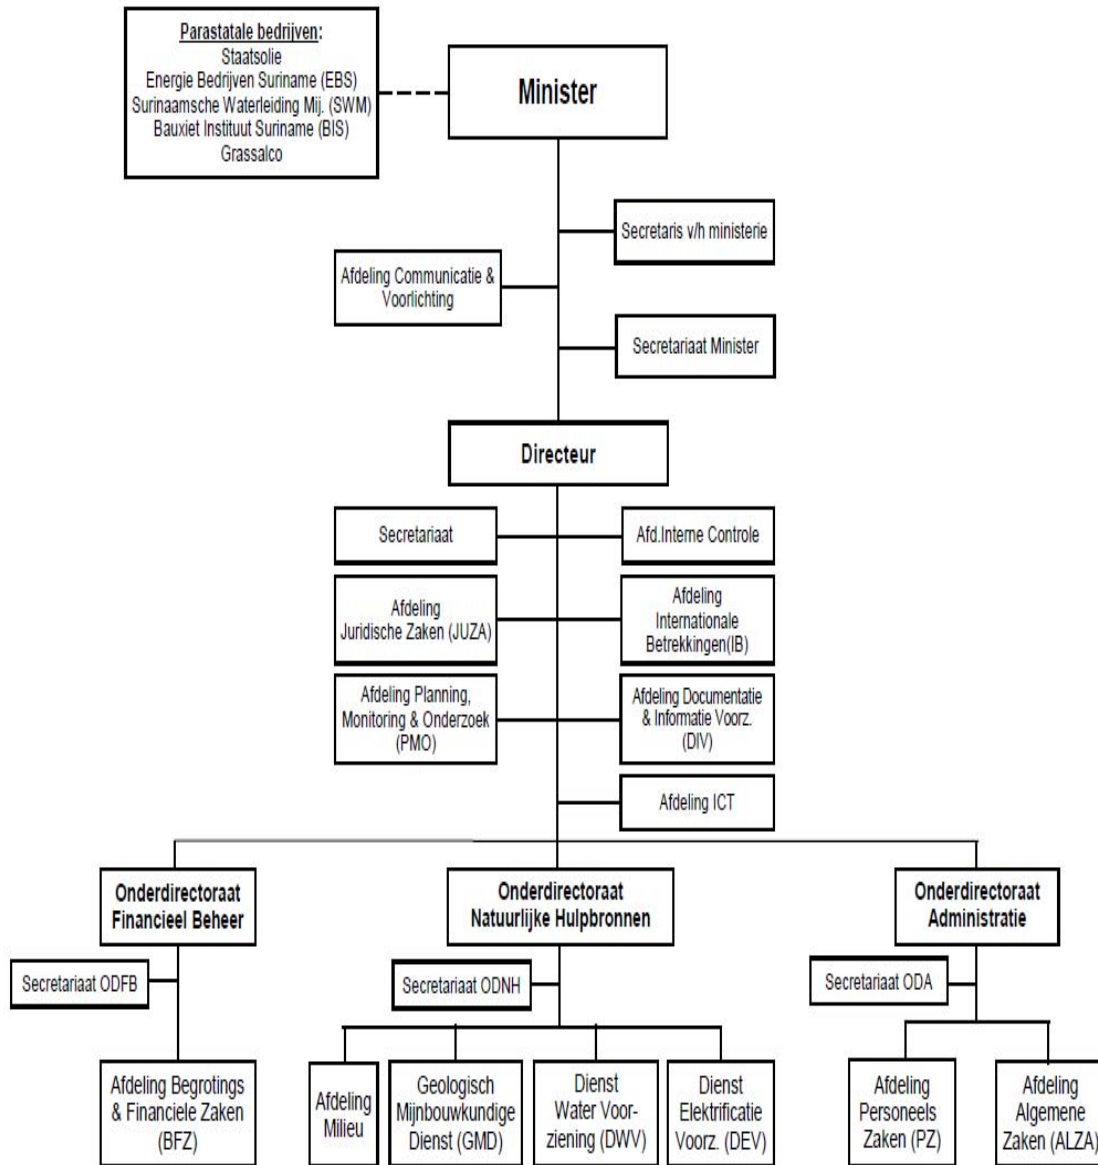 Parastatale bedrijven:
Staatsolie
Energie Bedrijven Suriname (EBS)
Surinaamsche Waterleiding Mij. (SWM)
Bauxiet Instituut Suriname (BIS)
Grassalco
Minister
Secretaris v/h ministerie
Afdeling Communicatie &
Voorlichting
Secretariaat Minister
Directeur
Secretariaat
Afd.Interne Controle
Afdeling
Juridische Zaken (JUZA)
Afdeling
Internationale
Betrekkingen(IB)
Afdeling Planning,
Monitoring & Onderzoek
(PMO)
Afdeling Documentatie
& Informatie Voorz.
(DIV)
Afdeling ICT
Onderdirectoraat
Financieel Beheer
Onderdirectoraat
Natuurlijke Hulpbronnen
Onderdirectoraat
Administratie
Secretariaat ODFB
Secretariaat ODNH
Secretariaat ODA
Afdeling Begrotings
& Financiele Zaken
(BFZ)
Afdeling
Milieu
Geologisch
Mijnbouwkundige
Dienst (GMD)
Dienst
Water Voor-
ziening (DWV)
Dienst
Elektrificatie
Voorz. (DEV)
Afdeling
Personeels
Zaken (PZ)
Afdeling
Algemene
Zaken (ALZA)